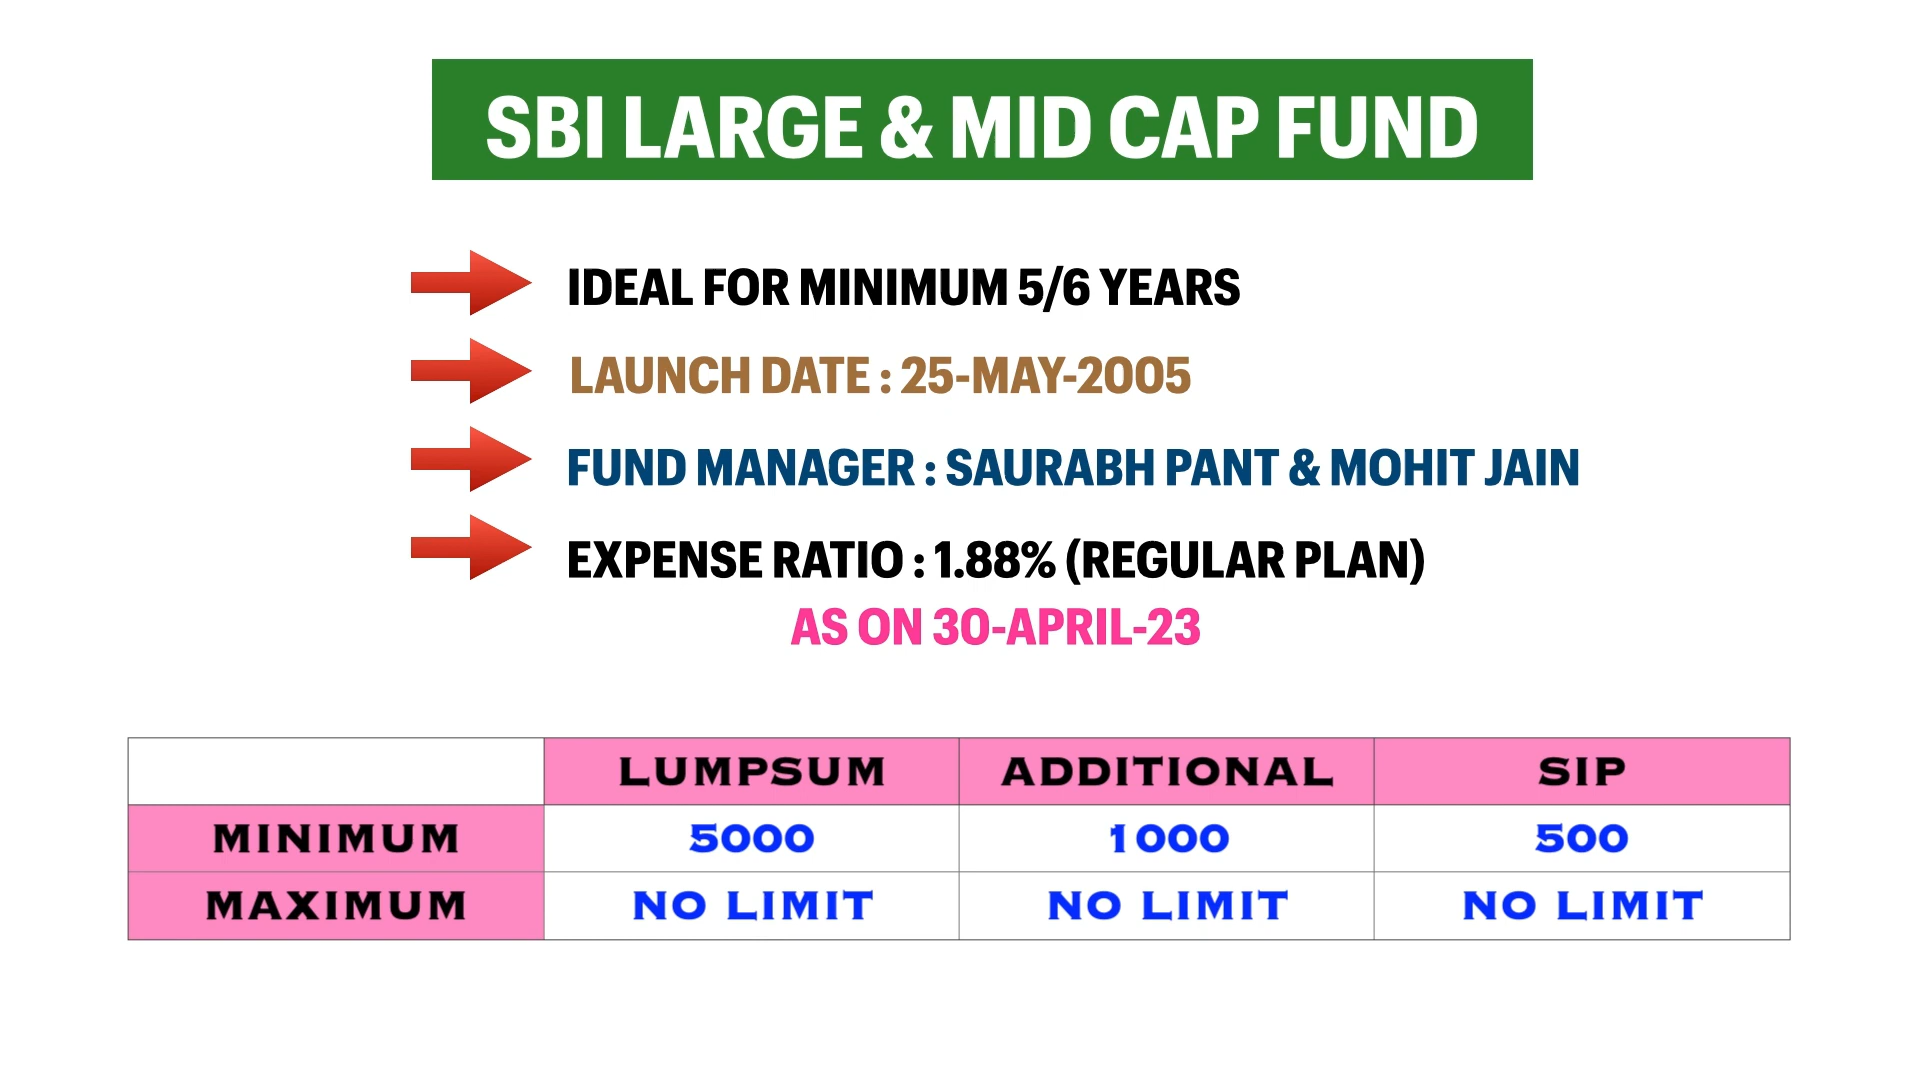 SBI LARGE & MID CAP FUND
IDEAL FOR MINIMUM 5/6 YEARS
LAUNCH DATE : 25-MAY-2005
FUND MANAGER : SAURABH PANT & MOHIT JAIN
EXPENSE RATIO : 1.88% (REGULAR PLAN)
AS ON 30-APRIL-23
LUMPSUM ADDITIONAL SIP
MINIMUM 5000 1000 500
MAXIMUM NO LIMIT NO LIMIT NO LIMIT